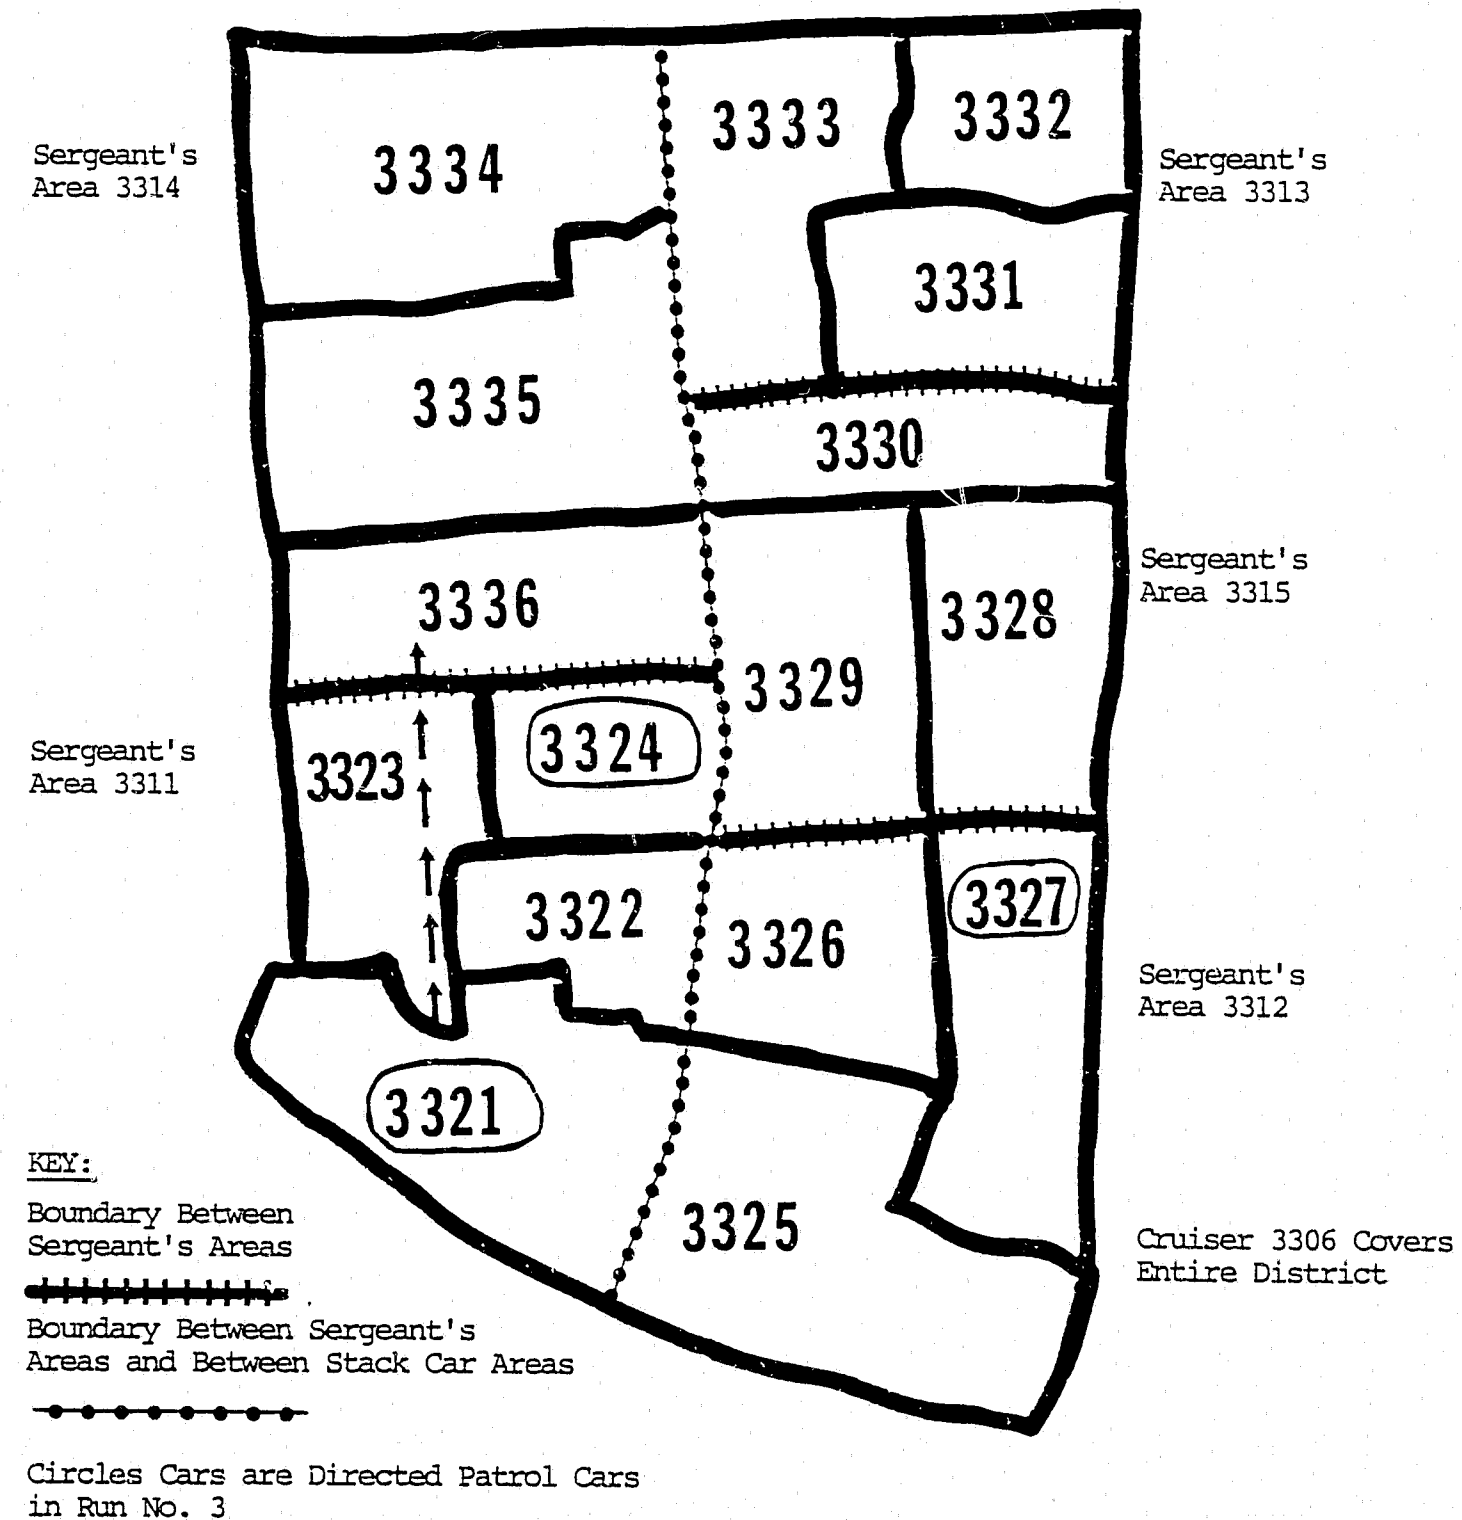 3333
3332
Sergeant's
Area 3314
3334
Sergeant's
Area 3313
3331
3335
3330
Sergeant's
Area 3315
3336
3328
3329
Sergeant's
Area 3311
3323
3324
3327
3322
3326
Sergeant's
Area 3312
3321
KEY:
Boundary Between
Sergeant's Areas
3325
Cruiser 3306 Covers
Entire District
Boundary Between Sergeant's
Areas and Between Stack Car Areas
Circles Cars are Directed Patrol Cars
in Run No. 3